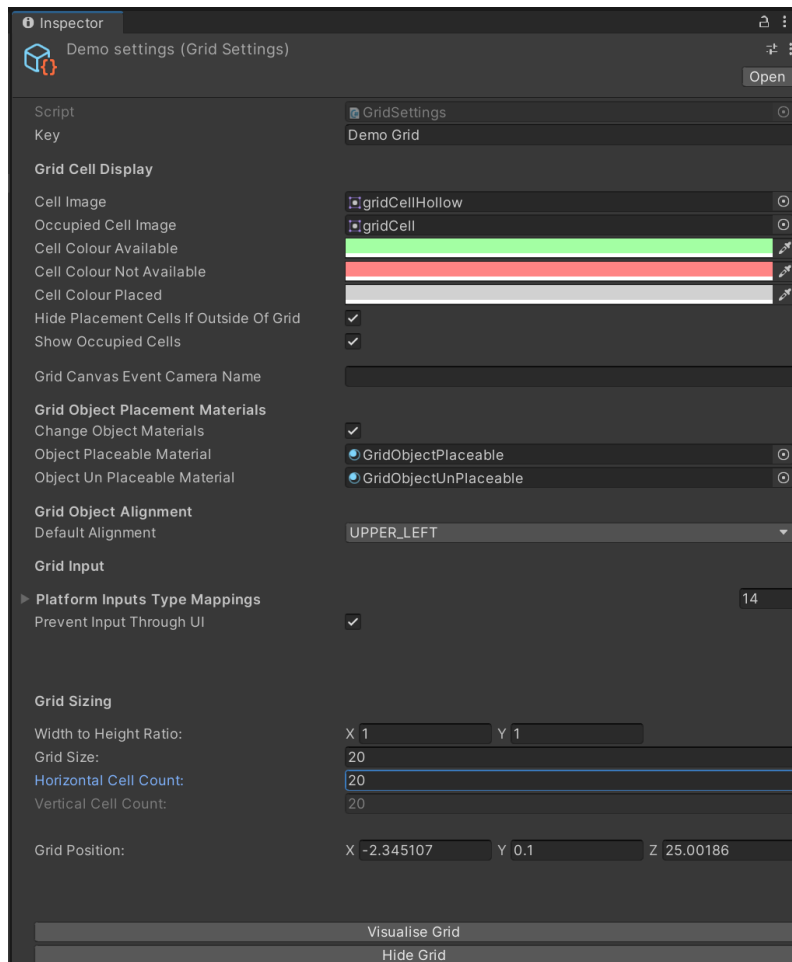 Inspector
Demo settings (Grid Settings)
Open
Script GridSettings
Key Demo Grid
Grid Cell Display
Cell Image gridCellHollow
Occupied Cell Image gridCell
Cell Colour Available
Cell Colour Not Available
Cell Colour Placed
Hide Placement Cells If Outside Of Grid
Show Occupied Cells
Grid Canvas Event Camera Name
Grid Object Placement Materials
Change Object Materials
Object Placeable Material GridObjectPlaceable
Object Un Placeable Material GridObjectUnPlaceable
Grid Object Alignment
Default Alignment UPPER_LEFT
Grid Input
Platform Inputs Type Mappings 14
Prevent Input Through UI
Grid Sizing
Width to Height Ratio: X 1 Y 1
Grid Size: 20
Horizontal Cell Count: 20
Vertical Cell Count: 20
Grid Position: X -2.345107 Y 0.1 Z 25.00186
Visualise Grid
Hide Grid